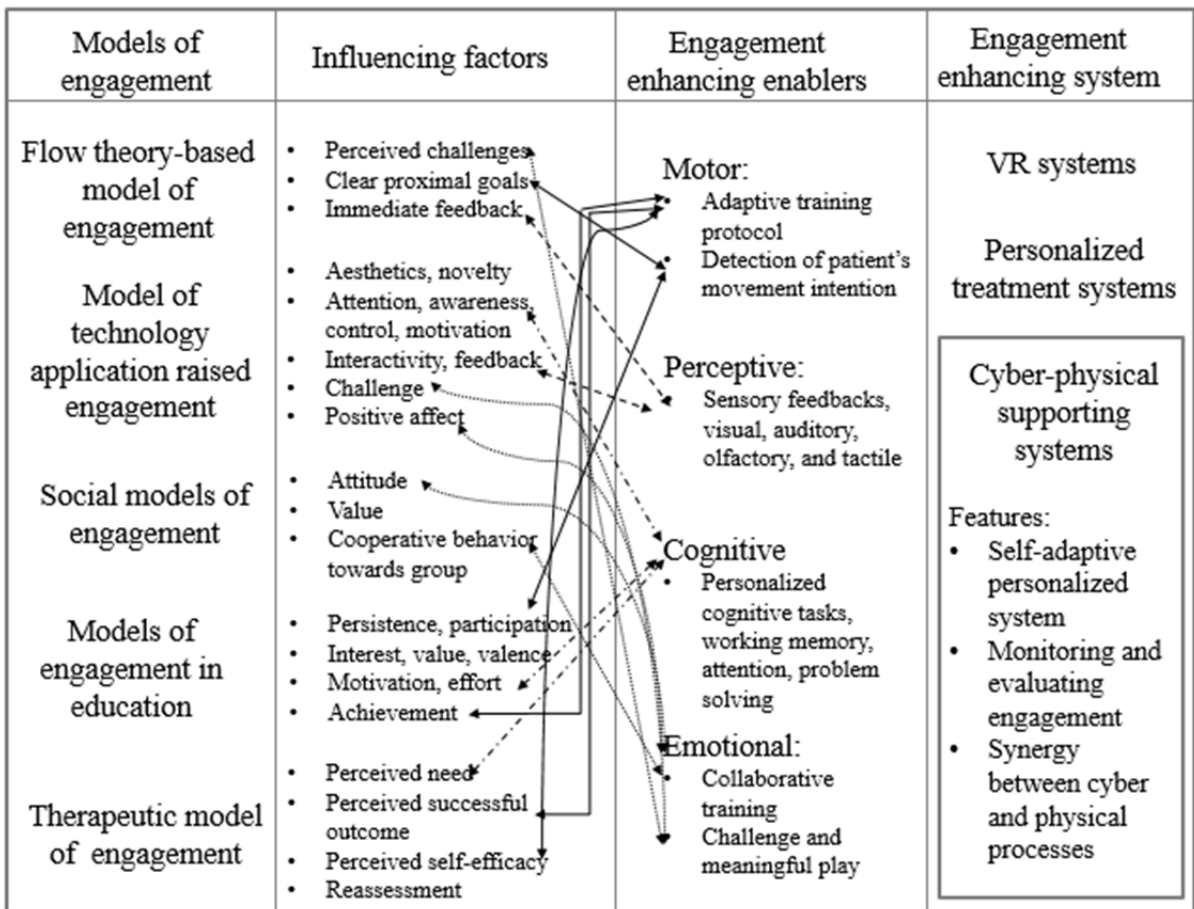 Models of
engagement
Influencing factors
Engagement
enhancing enablers
Engagement
enhancing system
Flow theory-based
model of
engagement
Model of
technology
application raised
engagement
Social models of
engagement
Models of
engagement in
education
Therapeutic model
of engagement
• Perceived challenges
• Clear proximal goals
• Immediate feedback
• Aesthetics, novelty
• Attention, awareness,
control, motivation
• Interactivity, feedback
• Challenge
• Positive affect
• Attitude
• Value
• Cooperative behavior
towards group
• Persistence, participation
• Interest, value, valence
• Motivation, effort
• Achievement
• Perceived need
• Perceived successful
outcome
• Perceived self-efficacy
• Reassessment
Motor:
• Adaptive training
protocol
• Detection of patient's
movement intention
Perceptive:
• Sensory feedbacks,
visual, auditory,
olfactory, and tactile
Cognitive
• Personalized
cognitive tasks,
working memory,
attention, problem
solving
Emotional:
• Collaborative
training
• Challenge and
meaningful play
VR systems
Personalized
treatment systems
Cyber-physical
supporting
systems
Features:
• Self-adaptive
personalized
system
• Monitoring and
evaluating
engagement
• Synergy
between cyber
and physical
processes